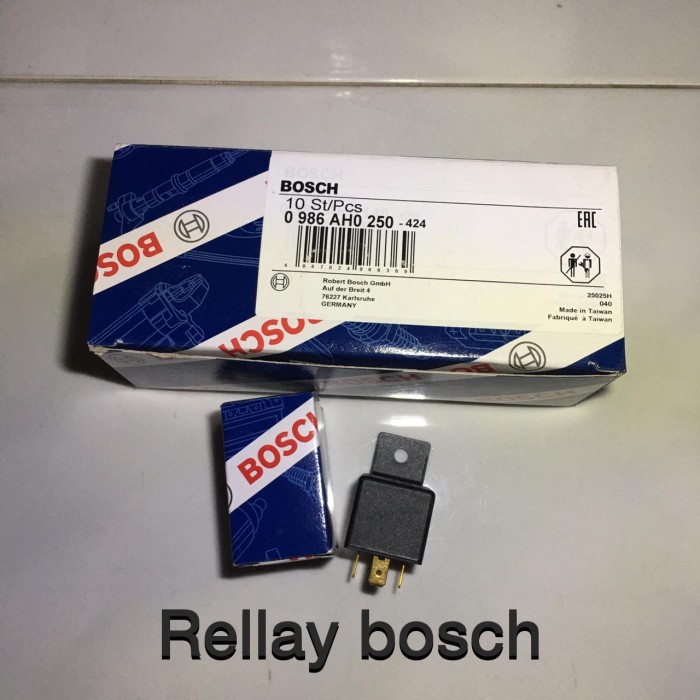 BOSCH
10 St/Pcs
0 986 AH0 250 - 424
EAC
Robert Bosch GmbH
Auf der Breit 4
76227 Karlsruhe
GERMANY
25025H
040
Made in Taiwan
Fabriqué à Taiwan
BOSCH
BOSCH
BOSCH
Rellay bosch